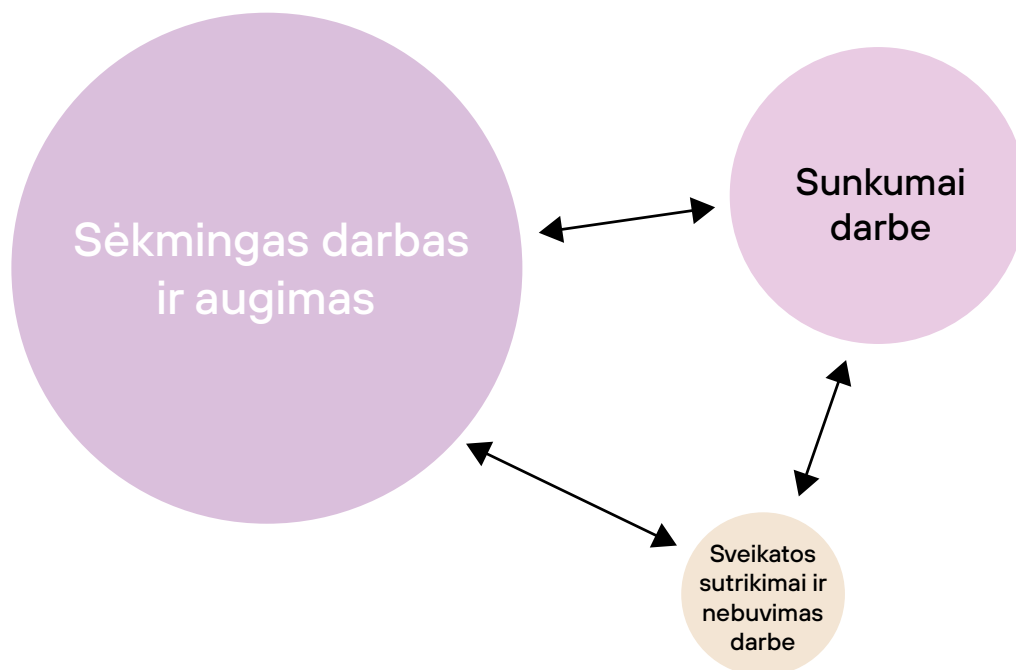 Sėkmingas darbas
ir augimas
Sunkumai
darbe
Sveikatos
sutrikimai ir
nebuvimas
darbe